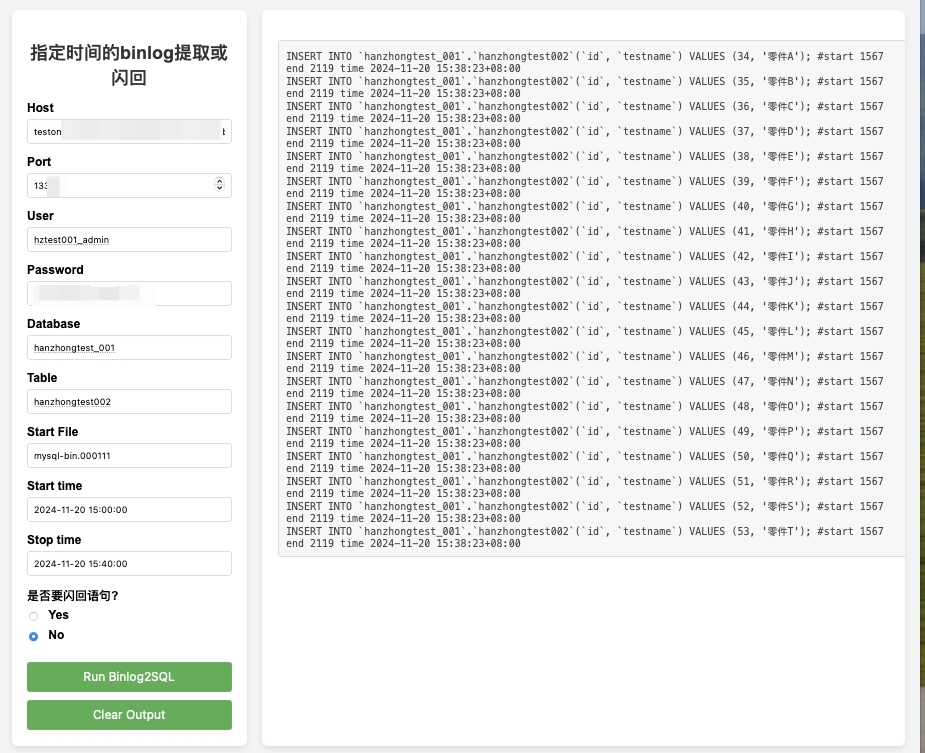 指定时间的binlog提取或
闪回
Host
teston
Port
133
User
hztest001_admin
Password
Database
hanzhongtest_001
Table
hanzhongtest002
Start File
mysql-bin.000111
Start time
2024-11-20 15:00:00
Stop time
2024-11-20 15:40:00
是否要闪回语句?
Yes
No
Run Binlog2SQL
Clear Output
INSERT INTO `hanzhongtest_001`.`hanzhongtest002`(`id`, `testname`) VALUES (34, '零件A'); #start 1567
end 2119 time 2024-11-20 15:38:23+08:00
INSERT INTO `hanzhongtest_001`.`hanzhongtest002`(`id`, `testname`) VALUES (35, '零件B'); #start 1567
end 2119 time 2024-11-20 15:38:23+08:00
INSERT INTO `hanzhongtest_001`.`hanzhongtest002`(`id`, `testname`) VALUES (36, '零件C'); #start 1567
end 2119 time 2024-11-20 15:38:23+08:00
INSERT INTO `hanzhongtest_001`.`hanzhongtest002`(`id`, `testname`) VALUES (37, '零件D'); #start 1567
end 2119 time 2024-11-20 15:38:23+08:00
INSERT INTO `hanzhongtest_001`.`hanzhongtest002`(`id`, `testname`) VALUES (38, '零件E'); #start 1567
end 2119 time 2024-11-20 15:38:23+08:00
INSERT INTO `hanzhongtest_001`.`hanzhongtest002`(`id`, `testname`) VALUES (39, '零件F'); #start 1567
end 2119 time 2024-11-20 15:38:23+08:00
INSERT INTO `hanzhongtest_001`.`hanzhongtest002`(`id`, `testname`) VALUES (40, '零件G'); #start 1567
end 2119 time 2024-11-20 15:38:23+08:00
INSERT INTO `hanzhongtest_001`.`hanzhongtest002`(`id`, `testname`) VALUES (41, '零件H'); #start 1567
end 2119 time 2024-11-20 15:38:23+08:00
INSERT INTO `hanzhongtest_001`.`hanzhongtest002`(`id`, `testname`) VALUES (42, '零件I'); #start 1567
end 2119 time 2024-11-20 15:38:23+08:00
INSERT INTO `hanzhongtest_001`.`hanzhongtest002`(`id`, `testname`) VALUES (43, '零件J'); #start 1567
end 2119 time 2024-11-20 15:38:23+08:00
INSERT INTO `hanzhongtest_001`.`hanzhongtest002`(`id`, `testname`) VALUES (44, '零件K'); #start 1567
end 2119 time 2024-11-20 15:38:23+08:00
INSERT INTO `hanzhongtest_001`.`hanzhongtest002`(`id`, `testname`) VALUES (45, '零件L'); #start 1567
end 2119 time 2024-11-20 15:38:23+08:00
INSERT INTO `hanzhongtest_001`.`hanzhongtest002`(`id`, `testname`) VALUES (46, '零件M'); #start 1567
end 2119 time 2024-11-20 15:38:23+08:00
INSERT INTO `hanzhongtest_001`.`hanzhongtest002`(`id`, `testname`) VALUES (47, '零件N'); #start 1567
end 2119 time 2024-11-20 15:38:23+08:00
INSERT INTO `hanzhongtest_001`.`hanzhongtest002`(`id`, `testname`) VALUES (48, '零件O'); #start 1567
end 2119 time 2024-11-20 15:38:23+08:00
INSERT INTO `hanzhongtest_001`.`hanzhongtest002`(`id`, `testname`) VALUES (49, '零件P'); #start 1567
end 2119 time 2024-11-20 15:38:23+08:00
INSERT INTO `hanzhongtest_001`.`hanzhongtest002`(`id`, `testname`) VALUES (50, '零件Q'); #start 1567
end 2119 time 2024-11-20 15:38:23+08:00
INSERT INTO `hanzhongtest_001`.`hanzhongtest002`(`id`, `testname`) VALUES (51, '零件R'); #start 1567
end 2119 time 2024-11-20 15:38:23+08:00
INSERT INTO `hanzhongtest_001`.`hanzhongtest002`(`id`, `testname`) VALUES (52, '零件S'); #start 1567
end 2119 time 2024-11-20 15:38:23+08:00
INSERT INTO `hanzhongtest_001`.`hanzhongtest002`(`id`, `testname`) VALUES (53, '零件T'); #start 1567
end 2119 time 2024-11-20 15:38:23+08:00